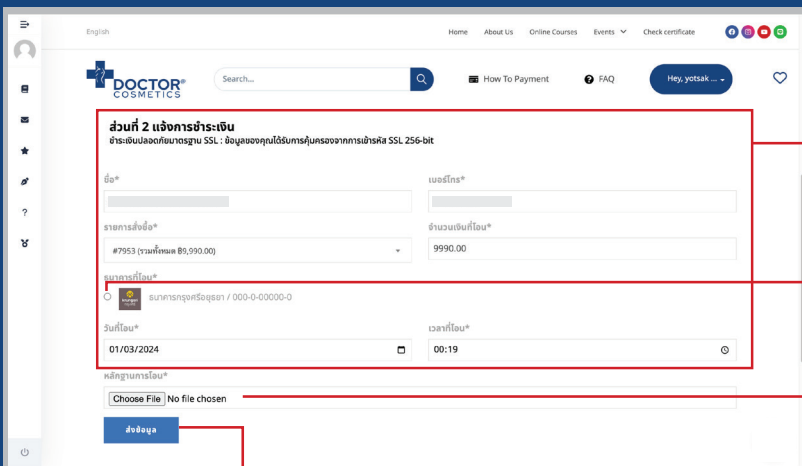 English
Home About Us Online Courses Events Check certificate
DOCTOR®
COSMETICS
Search...
How To Payment
FAQ
Hey, yotsak ...
ส่วนที่ 2 แจ้งการชำระเงิน
ชำระเงินปลอดภัยมาตรฐาน SSL : ข้อมูลของคุณได้รับการคุ้มครองจากการเข้ารหัส SSL 256-bit
ชื่อ* เบอร์โทร*
รายการสั่งซื้อ* จำนวนเงินที่โอน*
#7953 (รวมทั้งหมด ฿9,990.00) 9990.00
ธนาคารที่โอน*
ธนาคารกรุงศรีอยุธยา / 000-0-00000-0
วันที่โอน* เวลาที่โอน*
01/03/2024 00:19
หลักฐานการโอน*
Choose File No file chosen
ส่งข้อมูล